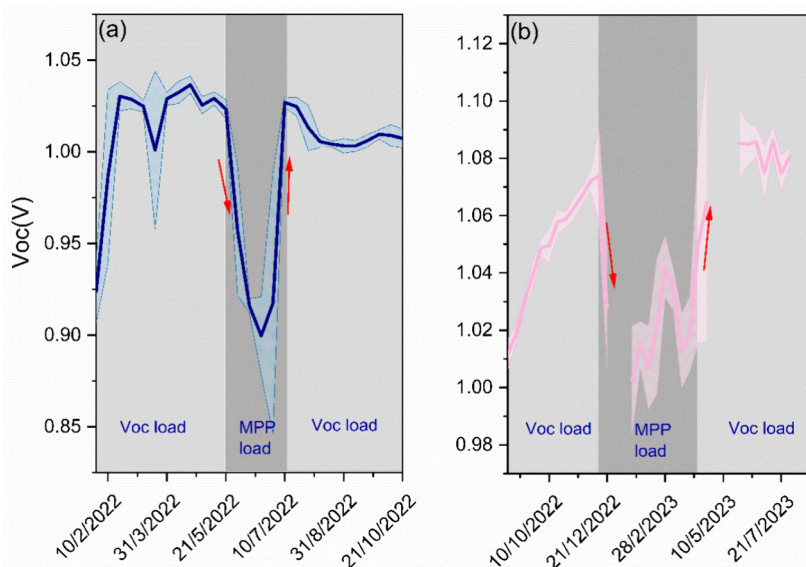 (a)
Voc(V)
1.05
1.00
0.95
0.90
0.85
Voc load
MPP
load
Voc load
10/2/2022
31/3/2022
21/5/2022
10/7/2022
31/8/2022
21/10/2022
(b)
1.12
1.10
1.08
1.06
1.04
1.02
1.00
0.98
Voc load
MPP
load
Voc load
10/10/2022
21/12/2022
28/2/2023
10/5/2023
21/7/2023